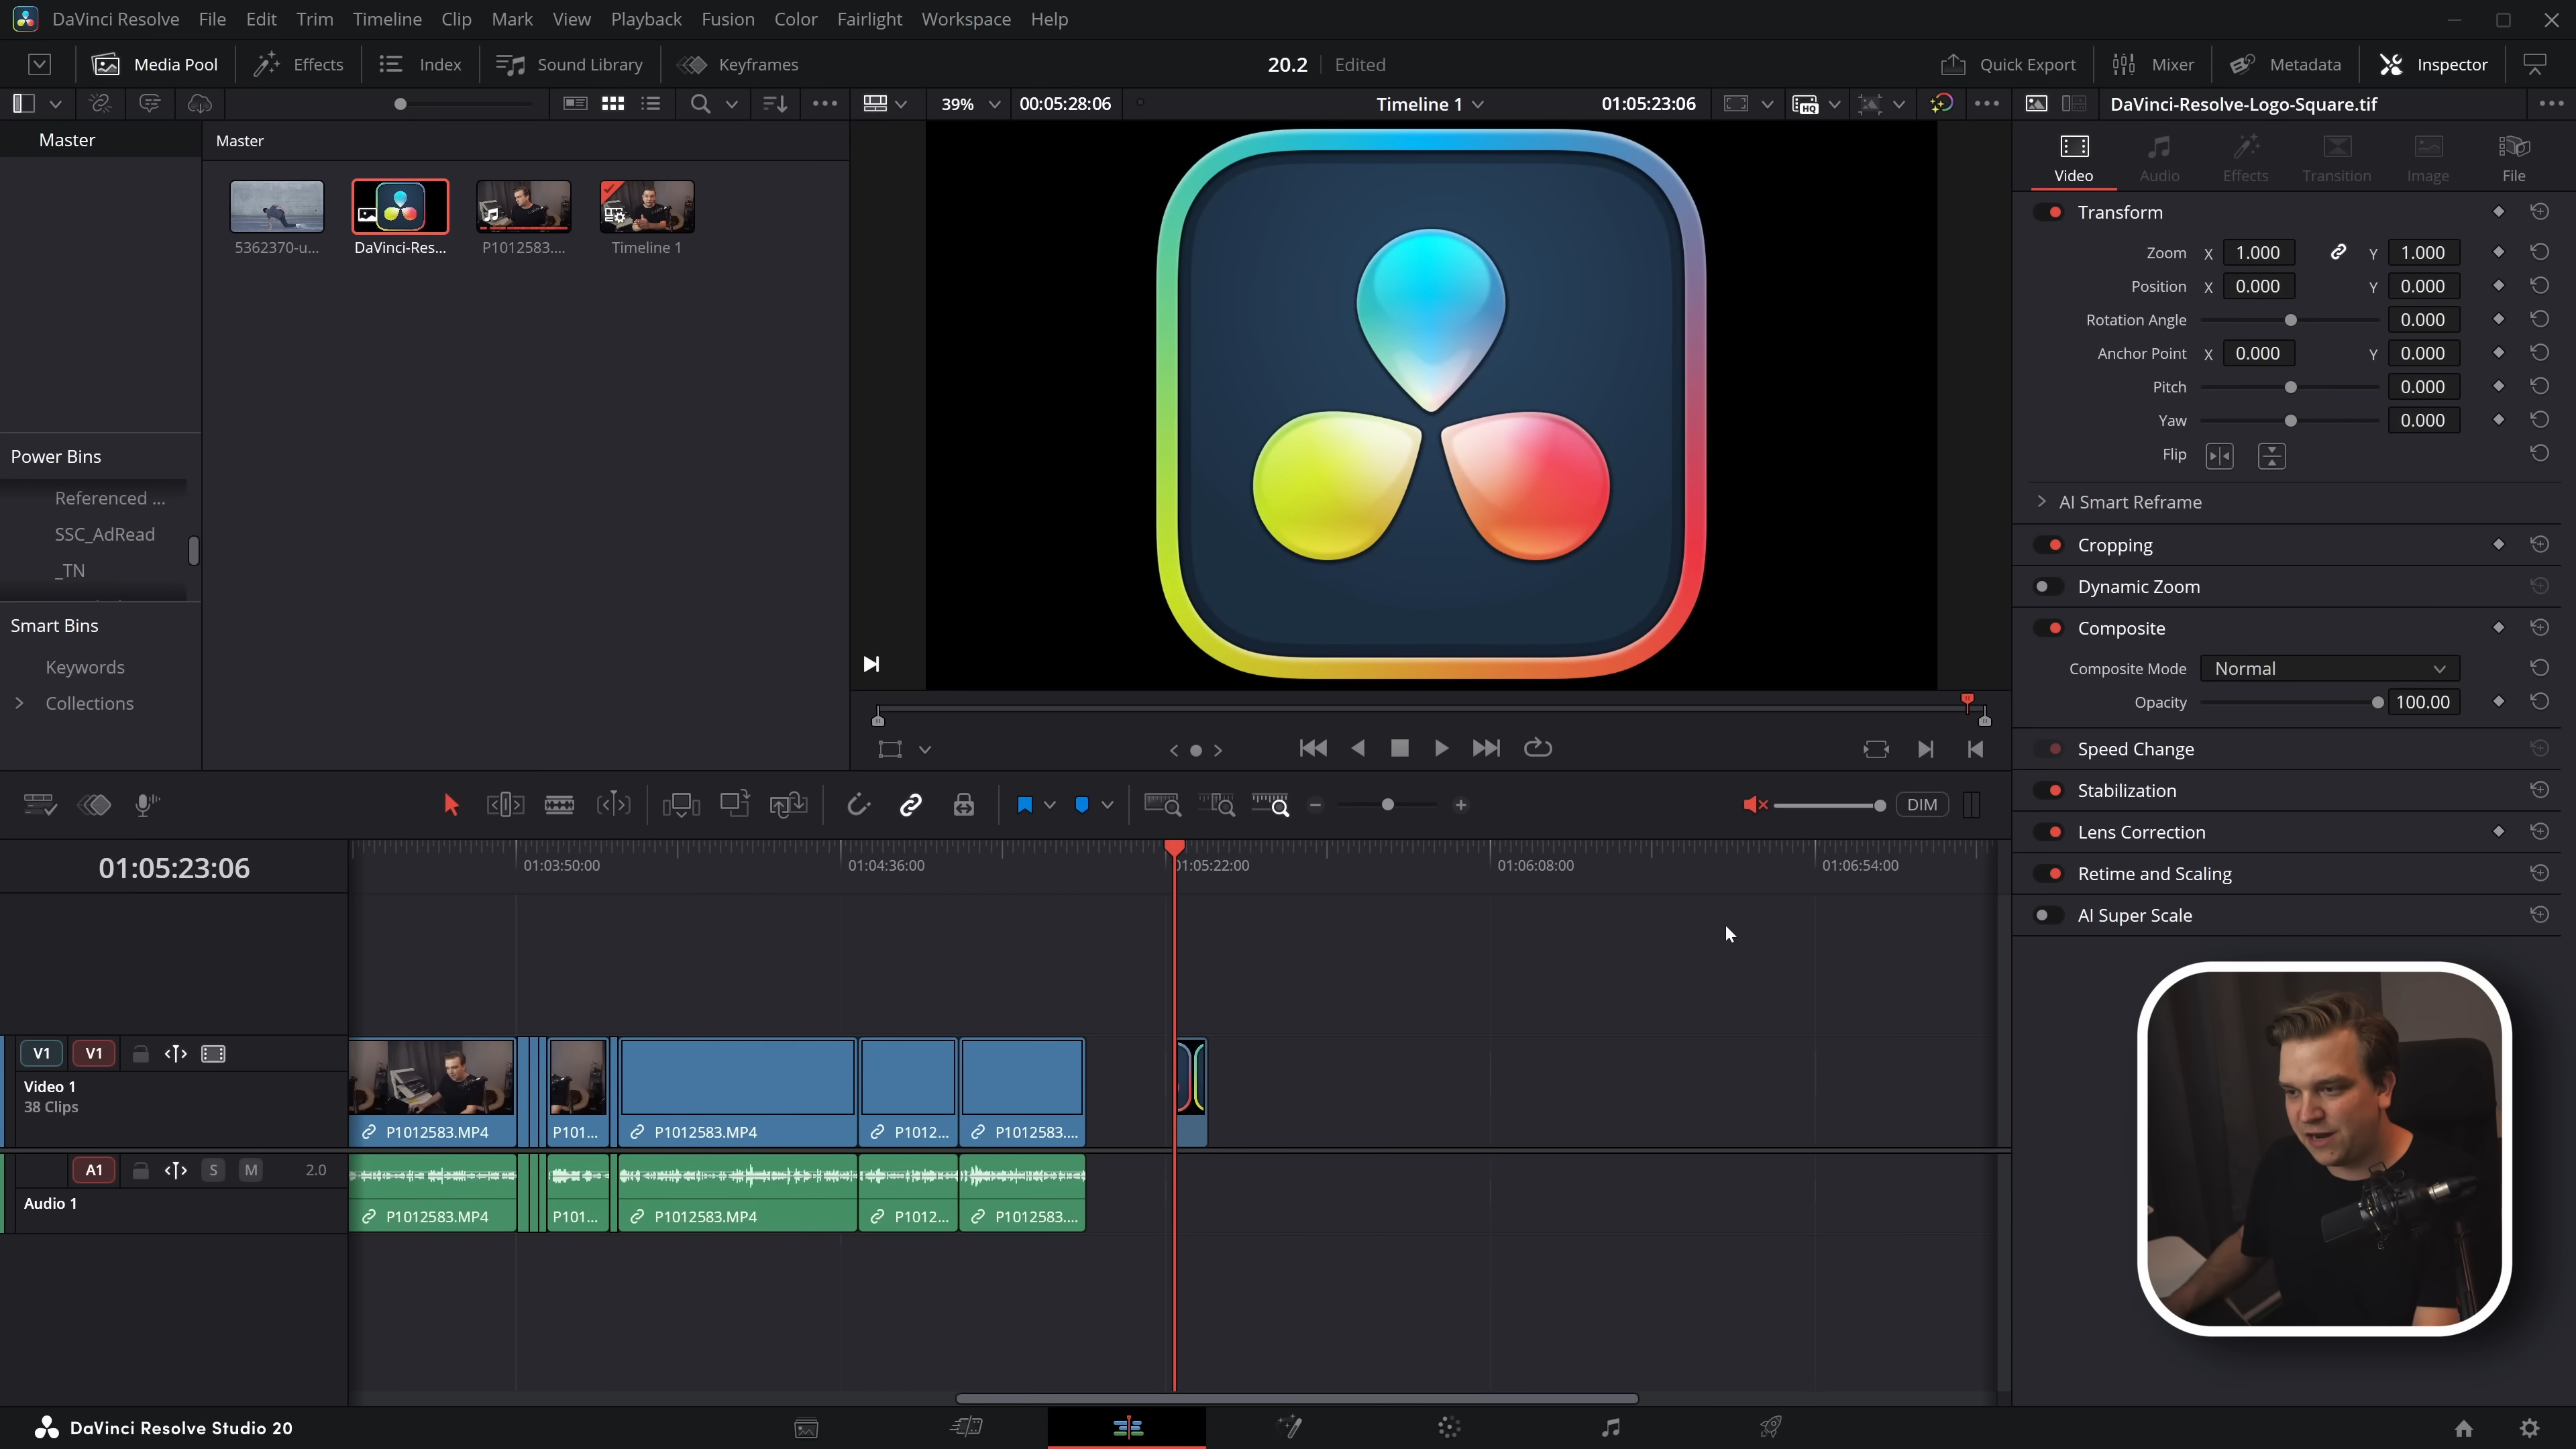 DaVinci Resolve File Edit Trim Timeline Clip Mark View Playback Fusion Color Fairlight Workspace Help
Media Pool Effects Index Sound Library Keyframes 20.2 Edited Quick Export Mixer Metadata Inspector
39% 00:05:28:06 Timeline 1 01:05:23:06 DaVinci-Resolve-Logo-Square.tif
HQ
Master
Master
5362370-u... DaVinci-Res... P1012583.... Timeline 1
Power Bins
Referenced ...
SSC_AdRead
_TN
Smart Bins
Keywords
Collections
Video Audio Effects Transition Image File
Transform
Zoom X 1.000 Y 1.000
Position X 0.000 Y 0.000
Rotation Angle 0.000
Anchor Point X 0.000 Y 0.000
Pitch 0.000
Yaw 0.000
Flip
AI Smart Reframe
Cropping
Dynamic Zoom
Composite
Composite Mode Normal
Opacity 100.00
Speed Change
Stabilization
Lens Correction
Retime and Scaling
AI Super Scale
DIM
01:05:23:06 01:03:50:00 01:04:36:00 01:05:22:00 01:06:08:00 01:06:54:00
V1 V1
Video 1
38 Clips
P1012583.MP4 P101... P1012583.MP4 P1012... P1012583....
A1 S M 2.0
Audio 1
P1012583.MP4 P101... P1012583.MP4 P1012... P1012583....
DaVinci Resolve Studio 20